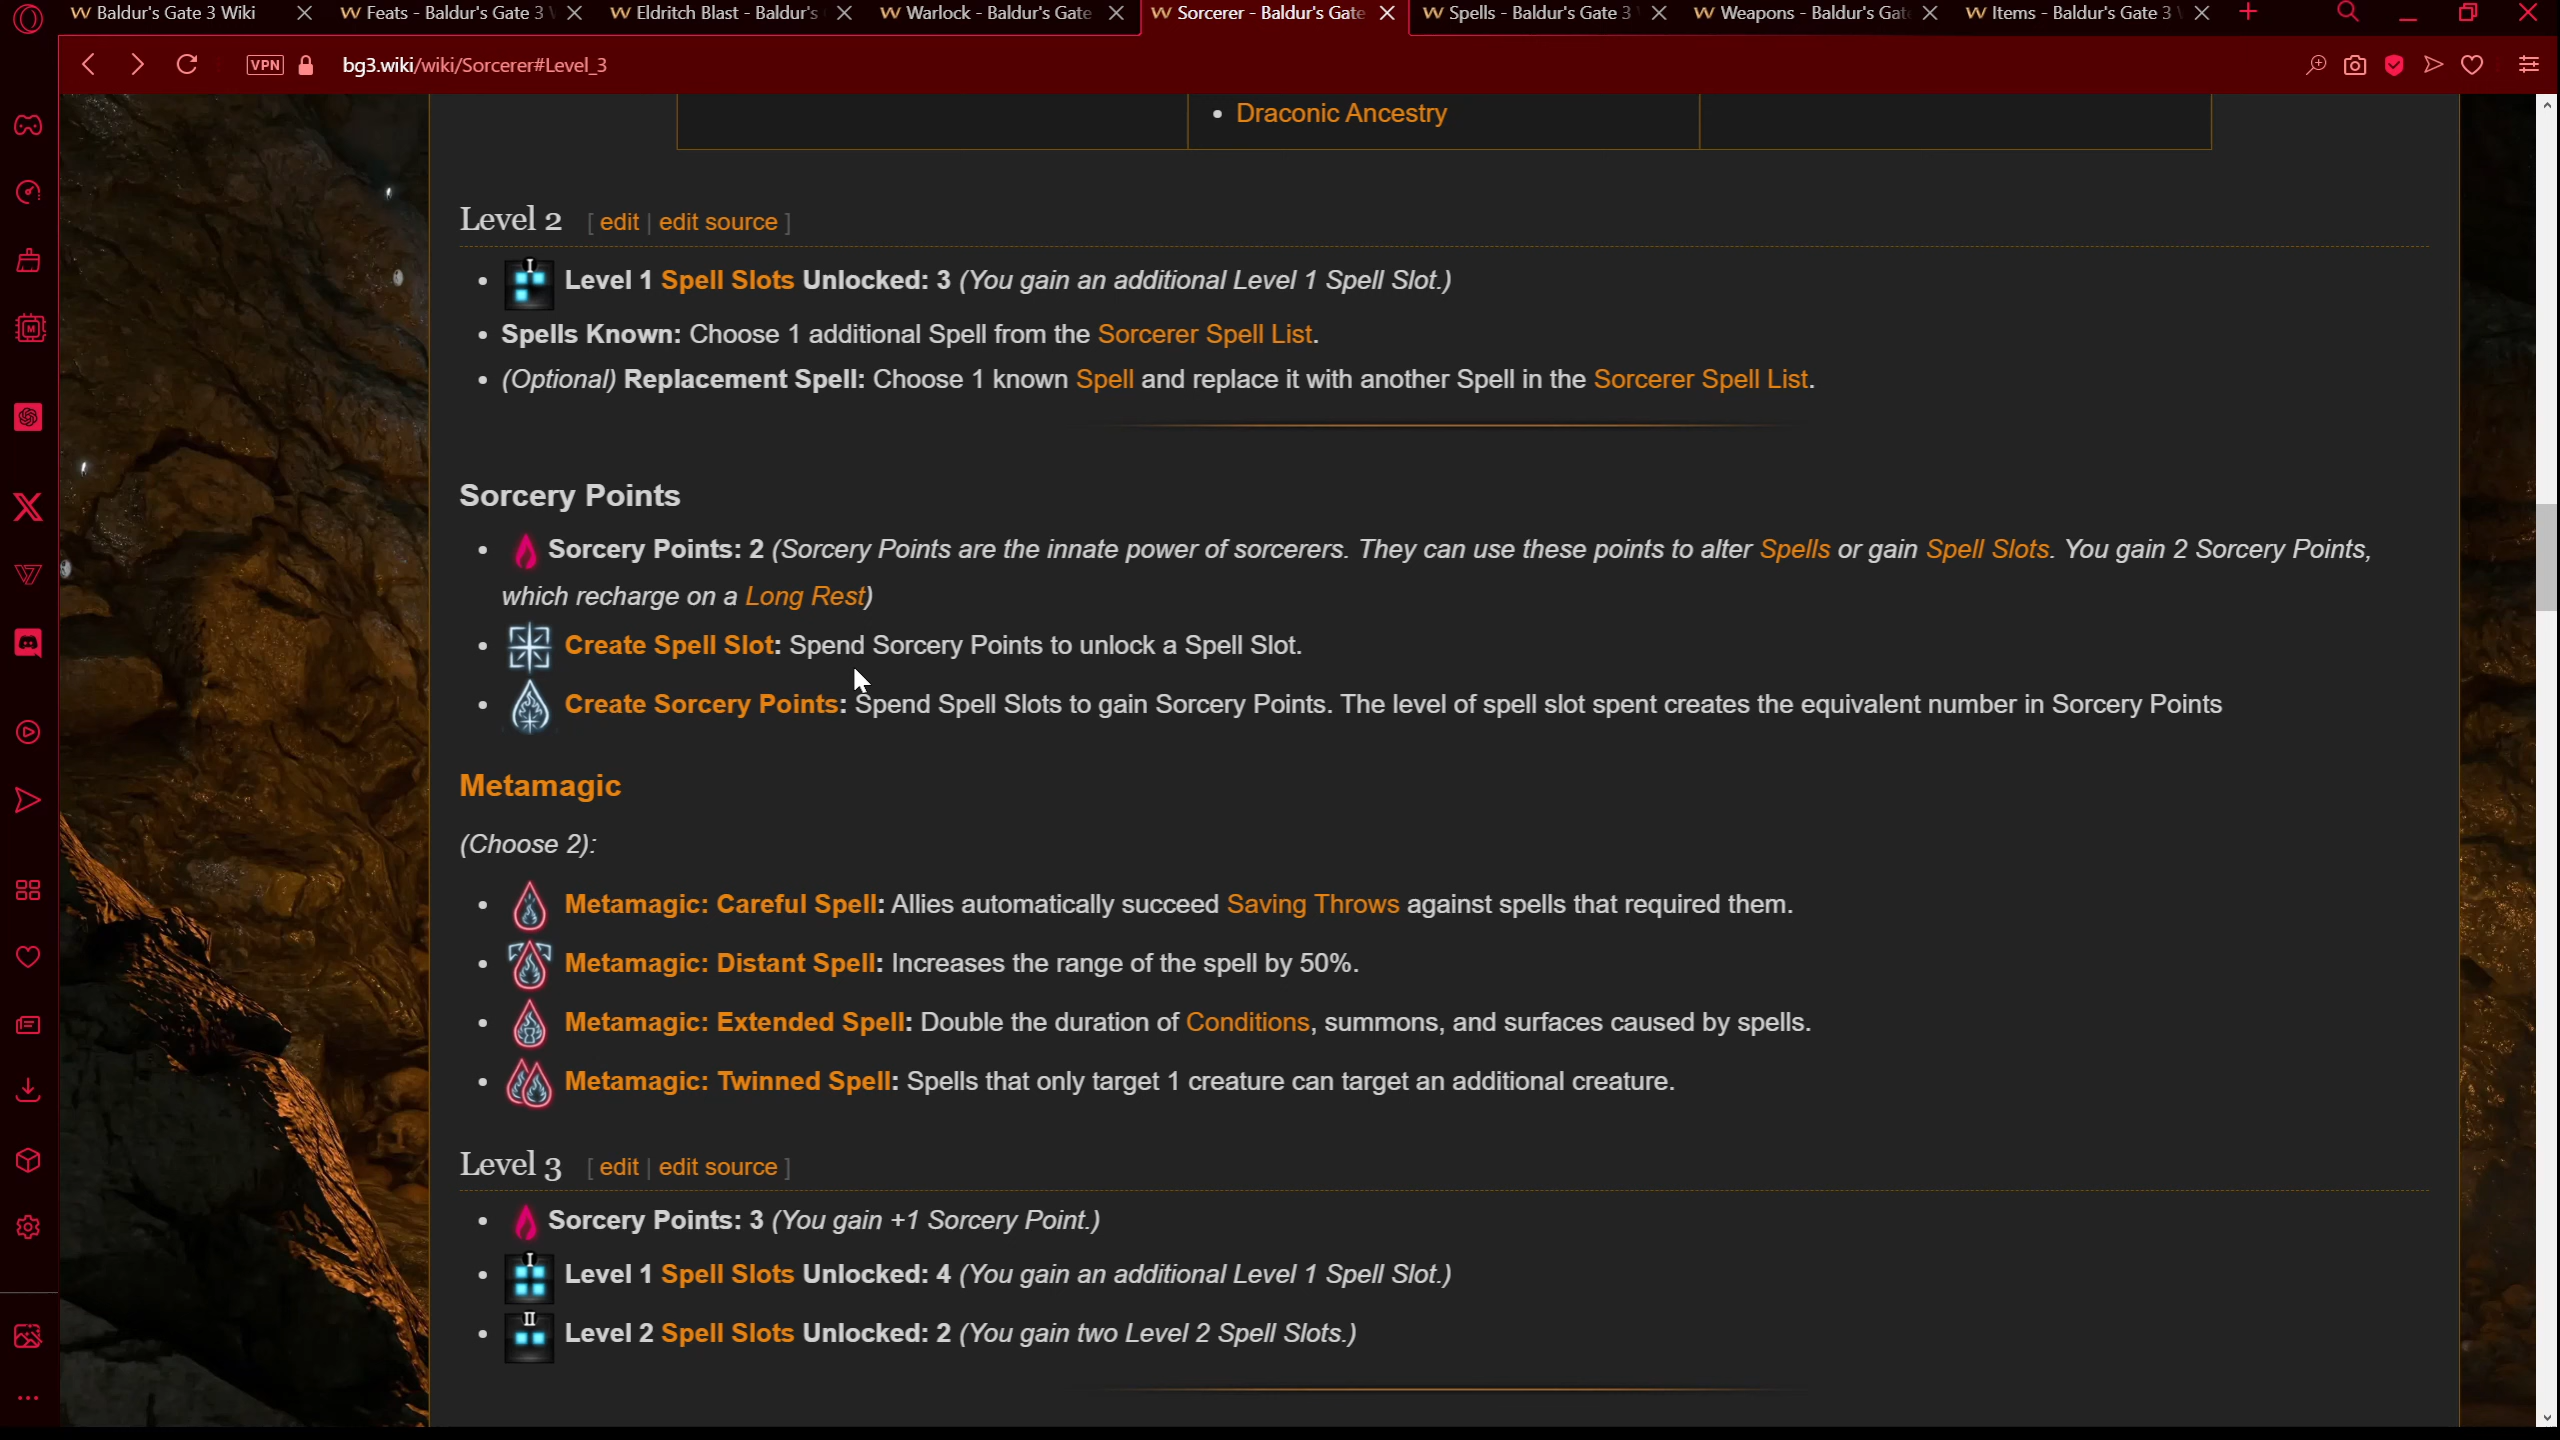 Baldur's Gate 3 Wiki
Feats - Baldur's Gate 3
Eldritch Blast - Baldur's
Warlock - Baldur's Gate
Sorcerer - Baldur's Gate
Spells - Baldur's Gate 3
Weapons - Baldur's Gat
Items - Baldur's Gate 3
VPN bg3.wiki/wiki/Sorcerer#Level_3
• Draconic Ancestry
Level 2 [ edit | edit source ]
• Level 1 Spell Slots Unlocked: 3 (You gain an additional Level 1 Spell Slot.)
• Spells Known: Choose 1 additional Spell from the Sorcerer Spell List.
• (Optional) Replacement Spell: Choose 1 known Spell and replace it with another Spell in the Sorcerer Spell List.
Sorcery Points
• Sorcery Points: 2 (Sorcery Points are the innate power of sorcerers. They can use these points to alter Spells or gain Spell Slots. You gain 2 Sorcery Points,
which recharge on a Long Rest)
• Create Spell Slot: Spend Sorcery Points to unlock a Spell Slot.
• Create Sorcery Points: Spend Spell Slots to gain Sorcery Points. The level of spell slot spent creates the equivalent number in Sorcery Points
Metamagic
(Choose 2):
• Metamagic: Careful Spell: Allies automatically succeed Saving Throws against spells that required them.
• Metamagic: Distant Spell: Increases the range of the spell by 50%.
• Metamagic: Extended Spell: Double the duration of Conditions, summons, and surfaces caused by spells.
• Metamagic: Twinned Spell: Spells that only target 1 creature can target an additional creature.
Level 3 [ edit | edit source ]
• Sorcery Points: 3 (You gain +1 Sorcery Point.)
• I Level 1 Spell Slots Unlocked: 4 (You gain an additional Level 1 Spell Slot.)
• II Level 2 Spell Slots Unlocked: 2 (You gain two Level 2 Spell Slots.)